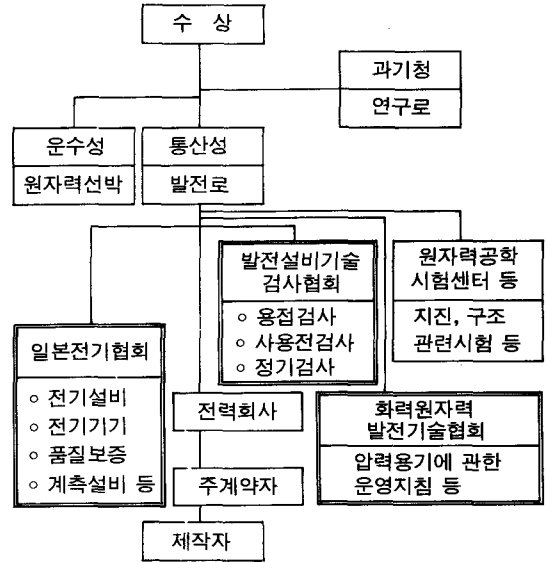 수 상
과기청
연구로
운수성
원자력선박
통산성
발전로
발전설비기술
검사협회
○ 용접검사
○ 사용전검사
○ 정기검사
원자력공학
시험센터 등
지진, 구조
관련시험 등
일본전기협회
○ 전기설비
○ 전기기기
○ 품질보증
○ 계측설비 등
전력회사
화력원자력
발전기술협회
압력용기에 관한
운영지침 등
주계약자
제작자